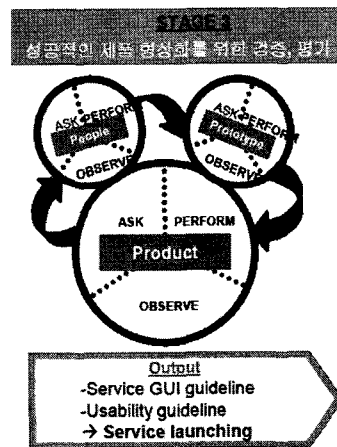 STAGE 3
성공적인 제품 형상화를 위한 검증, 평가
ASK PERFORM
People
OBSERVE
ASK PERFORM
Prototype
OBSERVE
ASK PERFORM
Product
OBSERVE
Output
-Service GUI guideline
-Usability guideline
→ Service launching